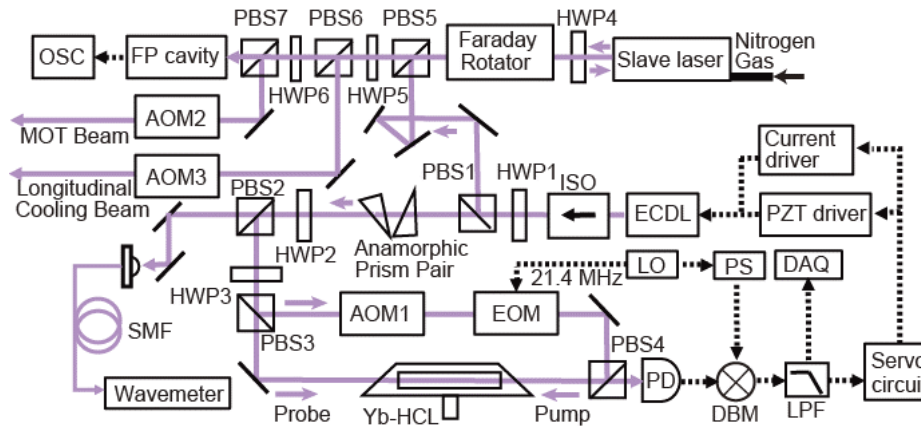 PBS7
PBS6
PBS5
HWP4
OSC
FP cavity
Faraday
Rotator
Slave laser
Nitrogen
Gas
HWP6
HWP5
AOM2
MOT Beam
AOM3
Longitudinal
Cooling Beam
PBS2
PBS1
HWP1
ISO
ECDL
Current
driver
PZT driver
HWP2
Anamorphic
Prism Pair
HWP3
21.4 MHz
LO
PS
DAQ
SMF
AOM1
EOM
PBS3
PBS4
PD
DBM
LPF
Servo
circuit
Wavemeter
Probe
Yb-HCL
Pump